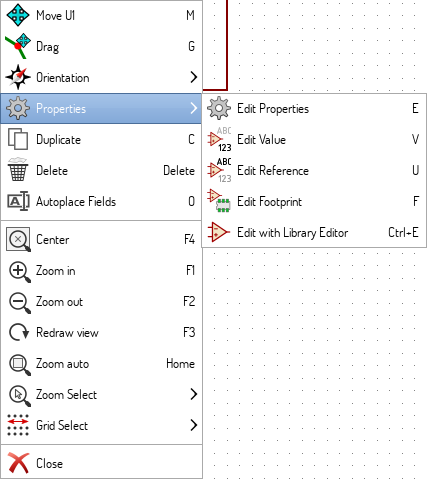 Move U1 M
Drag G
Orientation
Properties
Duplicate C
Delete Delete
Autoplace Fields O
Center F4
Zoom in F1
Zoom out F2
Redraw view F3
Zoom auto Home
Zoom Select
Grid Select
Close
Edit Properties E
ABC
123
Edit Value V
ABC
123
Edit Reference U
Edit Footprint F
Edit with Library Editor Ctrl+E